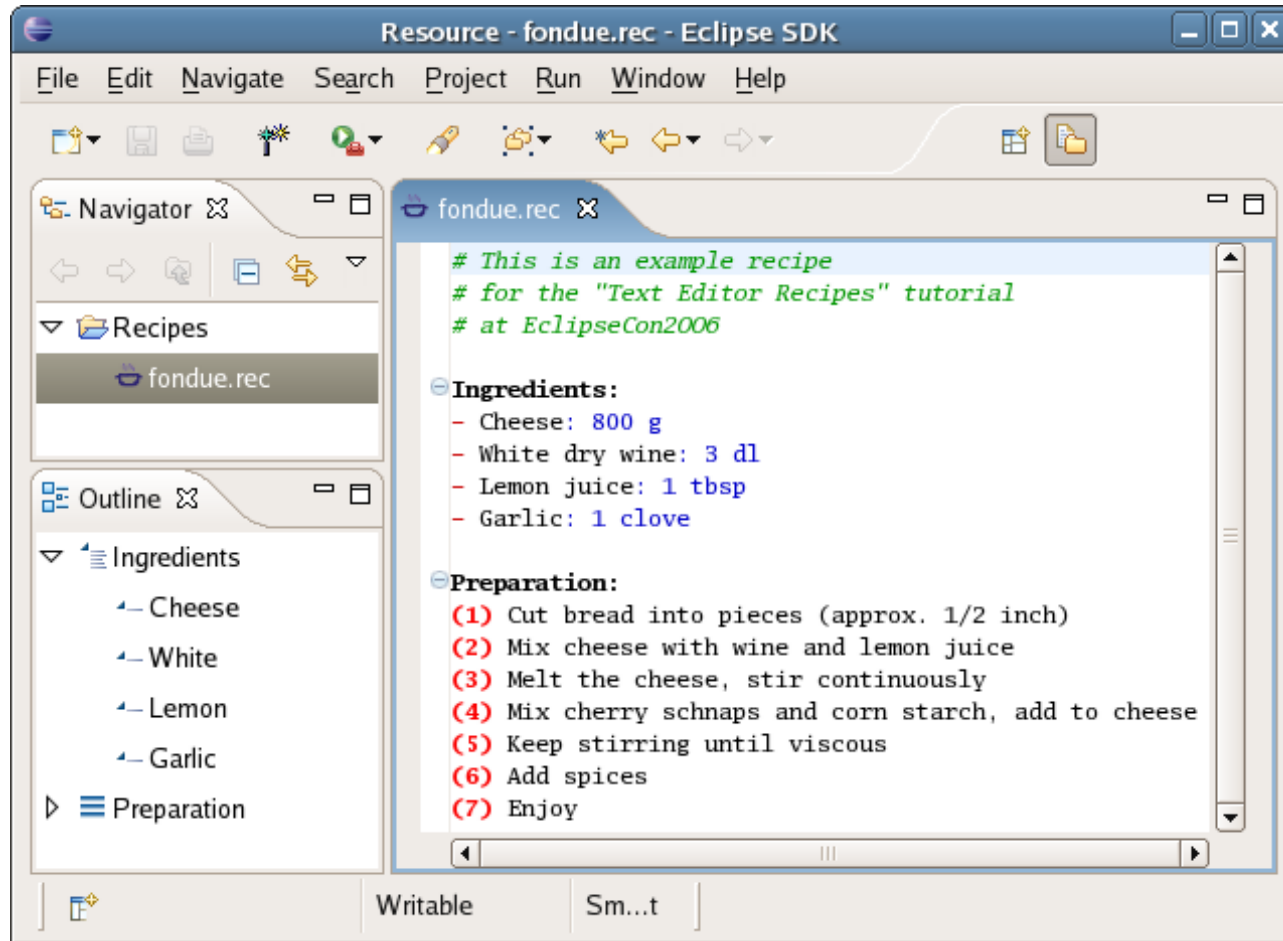 Resource - fondue.rec - Eclipse SDK
File Edit Navigate Search Project Run Window Help
Navigator
Recipes
fondue.rec
Outline
Ingredients
Cheese
White
Lemon
Garlic
Preparation
fondue.rec
# This is an example recipe
# for the "Text Editor Recipes" tutorial
# at EclipseCon2006
Ingredients:
- Cheese: 800 g
- White dry wine: 3 dl
- Lemon juice: 1 tbsp
- Garlic: 1 clove
Preparation:
(1) Cut bread into pieces (approx. 1/2 inch)
(2) Mix cheese with wine and lemon juice
(3) Melt the cheese, stir continuously
(4) Mix cherry schnaps and corn starch, add to cheese
(5) Keep stirring until viscous
(6) Add spices
(7) Enjoy
Writable Sm...t